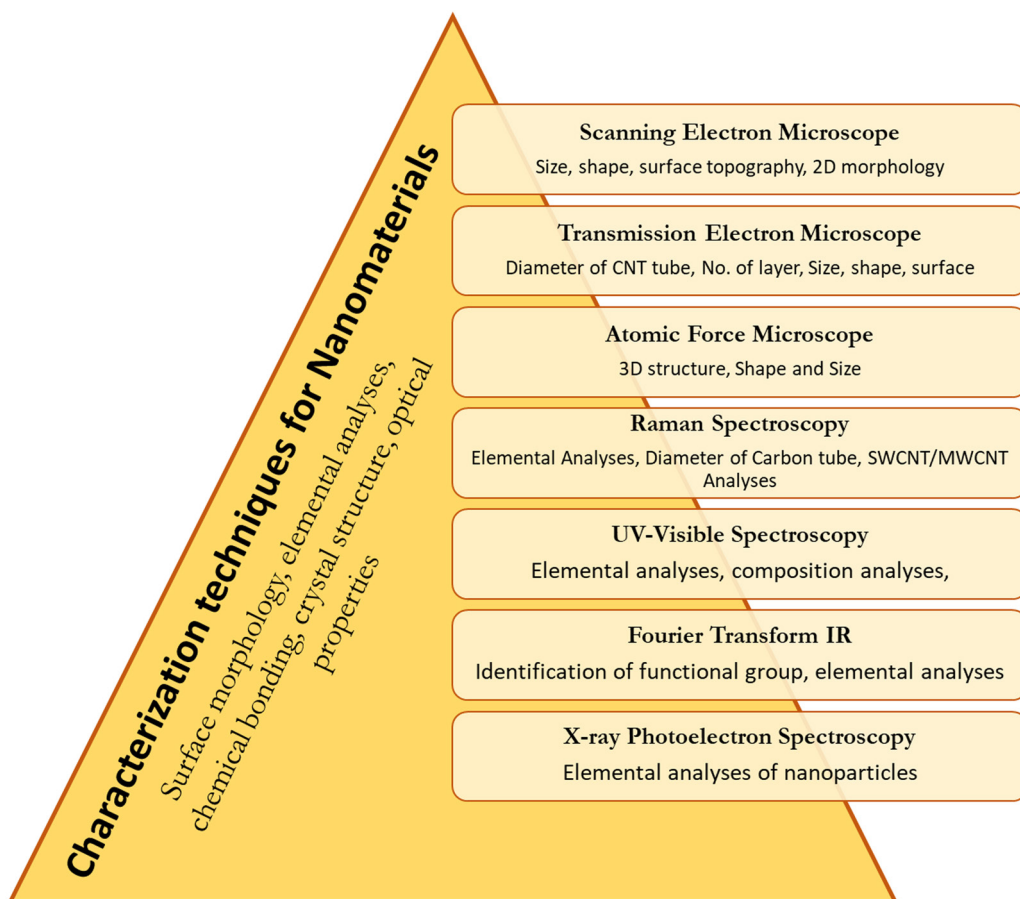 Characterization techniques for Nanomaterials
Surface morphology, elemental analyses,
chemical bonding, crystal structure, optical
properties
Scanning Electron Microscope
Size, shape, surface topography, 2D morphology
Transmission Electron Microscope
Diameter of CNT tube, No. of layer, Size, shape, surface
Atomic Force Microscope
3D structure, Shape and Size
Raman Spectroscopy
Elemental Analyses, Diameter of Carbon tube, SWCNT/MWCNT
Analyses
UV-Visible Spectroscopy
Elemental analyses, composition analyses,
Fourier Transform IR
Identification of functional group, elemental analyses
X-ray Photoelectron Spectroscopy
Elemental analyses of nanoparticles